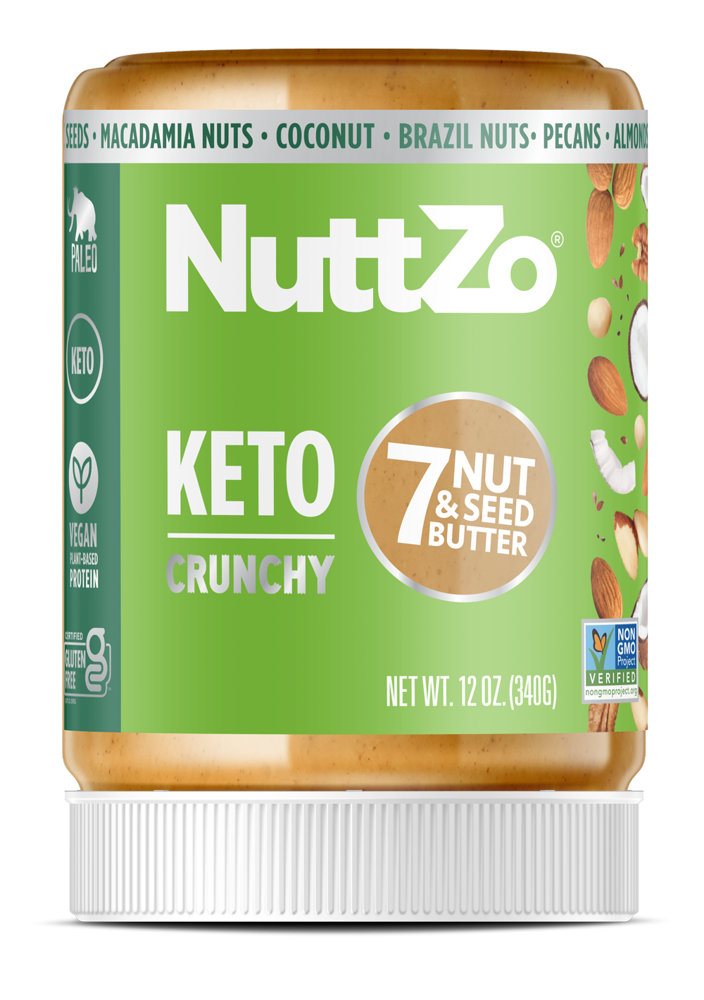 SEEDS • MACADAMIA NUTS • COCONUT • BRAZIL NUTS • PECANS • ALMONDS
NuttZo®
PALEO
KETO
VEGAN
PLANT-BASED
PROTEIN
CERTIFIED
GLUTEN
FREE
KETO
CRUNCHY
7 NUT
& SEED
BUTTER
NET WT. 12 OZ. (340G)
NON
GMO
Project
VERIFIED
nongmoproject.org